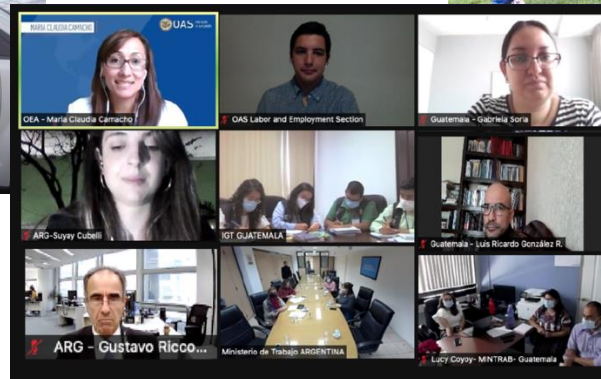 MARIA CLAUDIA CAMACHO
OAS
OEA - Maria Claudia Camacho
OAS Labor and Employment Section
Guatemala - Gabriela Soria
ARG-Suyay Cubelli
IGT GUATEMALA
Guatemala - Luis Ricardo González R.
ARG - Gustavo Ricco...
Ministerio de Trabajo ARGENTINA
Lucy Coyoy- MINTRAB- Guatemala